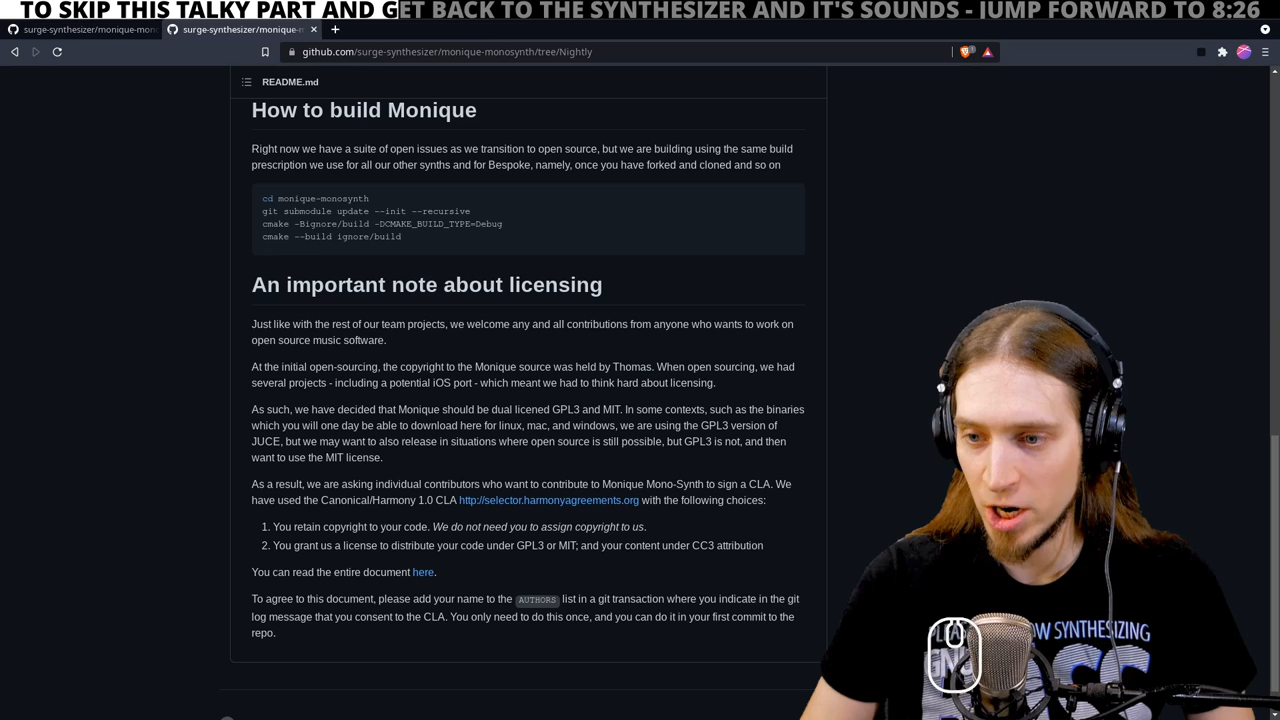 TO SKIP THIS TALKY PART AND GET BACK TO THE SYNTHESIZER AND IT'S SOUNDS - JUMP FORWARD TO 8:26
surge-synthesizer/monique-mon
surge-synthesizer/monique-m
github.com/surge-synthesizer/monique-monosynth/tree/Nightly
README.md
How to build Monique
Right now we have a suite of open issues as we transition to open source, but we are building using the same build
prescription we use for all our other synths and for Bespoke, namely, once you have forked and cloned and so on
cd monique-monosynth
git submodule update --init --recursive
cmake -Bignore/build -DCMAKE_BUILD_TYPE=Debug
cmake --build ignore/build
An important note about licensing
Just like with the rest of our team projects, we welcome any and all contributions from anyone who wants to work on
open source music software.
At the initial open-sourcing, the copyright to the Monique source was held by Thomas. When open sourcing, we had
several projects - including a potential iOS port - which meant we had to think hard about licensing.
As such, we have decided that Monique should be dual licened GPL3 and MIT. In some contexts, such as the binaries
which you will one day be able to download here for linux, mac, and windows, we are using the GPL3 version of
JUCE, but we may want to also release in situations where open source is still possible, but GPL3 is not, and then
want to use the MIT license.
As a result, we are asking individual contributors who want to contribute to Monique Mono-Synth to sign a CLA. We
have used the Canonical/Harmony 1.0 CLA http://selector.harmonyagreements.org with the following choices:
1. You retain copyright to your code. We do not need you to assign copyright to us.
2. You grant us a license to distribute your code under GPL3 or MIT; and your content under CC3 attribution
You can read the entire document here.
To agree to this document, please add your name to the AUTHORS list in a git transaction where you indicate in the git
log message that you consent to the CLA. You only need to do this once, and you can do it in your first commit to the
repo.
SYNTHESIZING